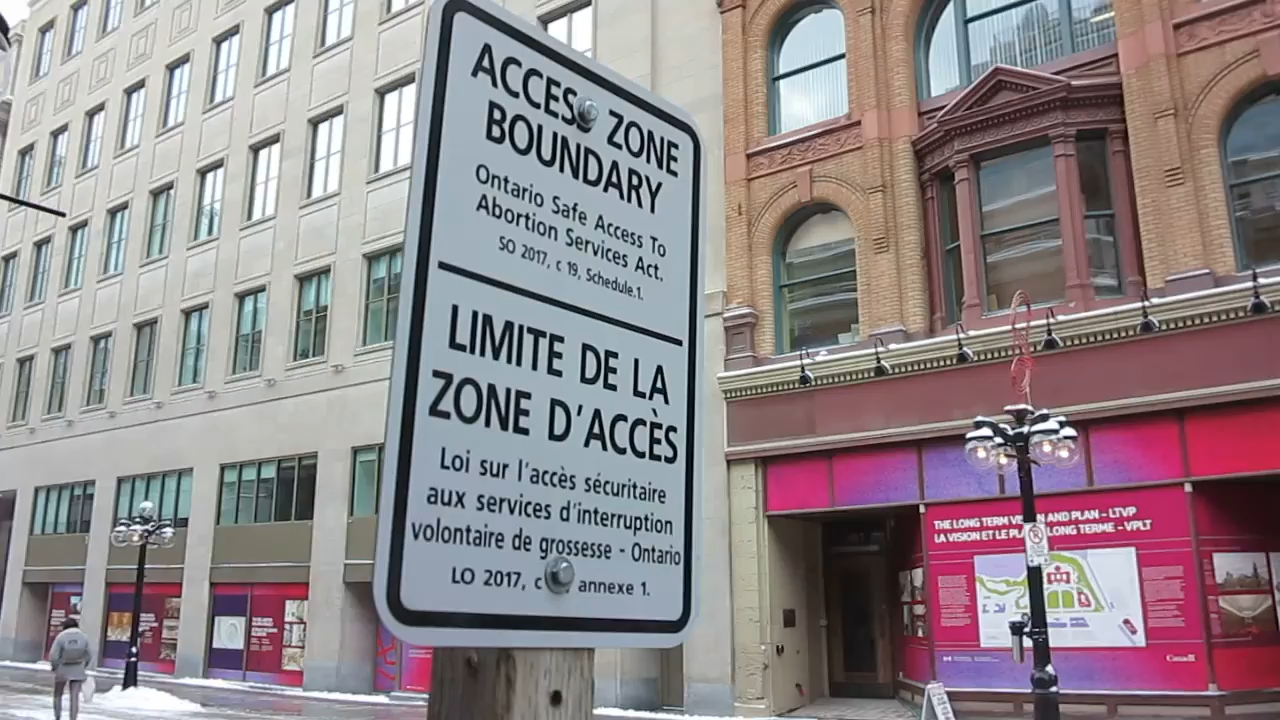 ACCESS ZONE
BOUNDARY
Ontario Safe Access To
Abortion Services Act.
SO 2017, c 19, Schedule.1.
LIMITE DE LA
ZONE D'ACCÈS
Loi sur l'accès sécuritaire
aux services d'interruption
volontaire de grossesse - Ontario
LO 2017, c annexe 1.
THE LONG TERM VISION AND PLAN – LTVP
LA VISION ET LE PLAN LONG TERME – VPLT
Canada